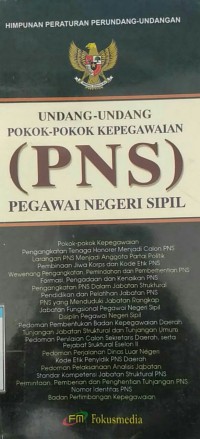 HIMPUNAN PERATURAN PERUNDANG-UNDANGAN
UNDANG-UNDANG
POKOK-POKOK KEPEGAWAIAN
(PNS)
PEGAWAI NEGERI SIPIL
Pokok-pokok Kepegawaian
Pengangkatan Tenaga Honorer Menjadi Calon PNS
Larangan PNS Menjadi Anggota Partai Politik
Pembinaan Jiwa Korps dan Kode Etik PNS
Wewenang Pengangkatan, Pemindahan dan Pemberhentian PNS
Formasi, Pengadaan dan Kenaikan PNS
Pengangkatan PNS Dalam Jabatan Struktural
Pendidikan dan Pelatihan Jabatan PNS
PNS yang Menduduki Jabatan Rangkap
Jabatan Fungsional Pegawai Negeri Sipil
Disiplin Pegawai Negeri Sipil
Pedoman Pembentukan Badan Kepegawaian Daerah
Tunjangan Jabatan Struktural dan Tunjangan Umum
Pedoman Penilaian Calon Sekretaris Daerah, serta
Pejabat Struktural Eselon II
Pedoman Perjalanan Dinas Luar Negeri
Kode Etik Penyidik PNS Daerah
Pedoman Pelaksanaan Analisis Jabatan
Standar Kompetensi Jabatan Struktural PNS
Permintaan, Pemberian dan Penghentian Tunjangan PNS
Nomor Identitas PNS
Badan Pertimbangan Kepegawaian
FM Fokusmedia